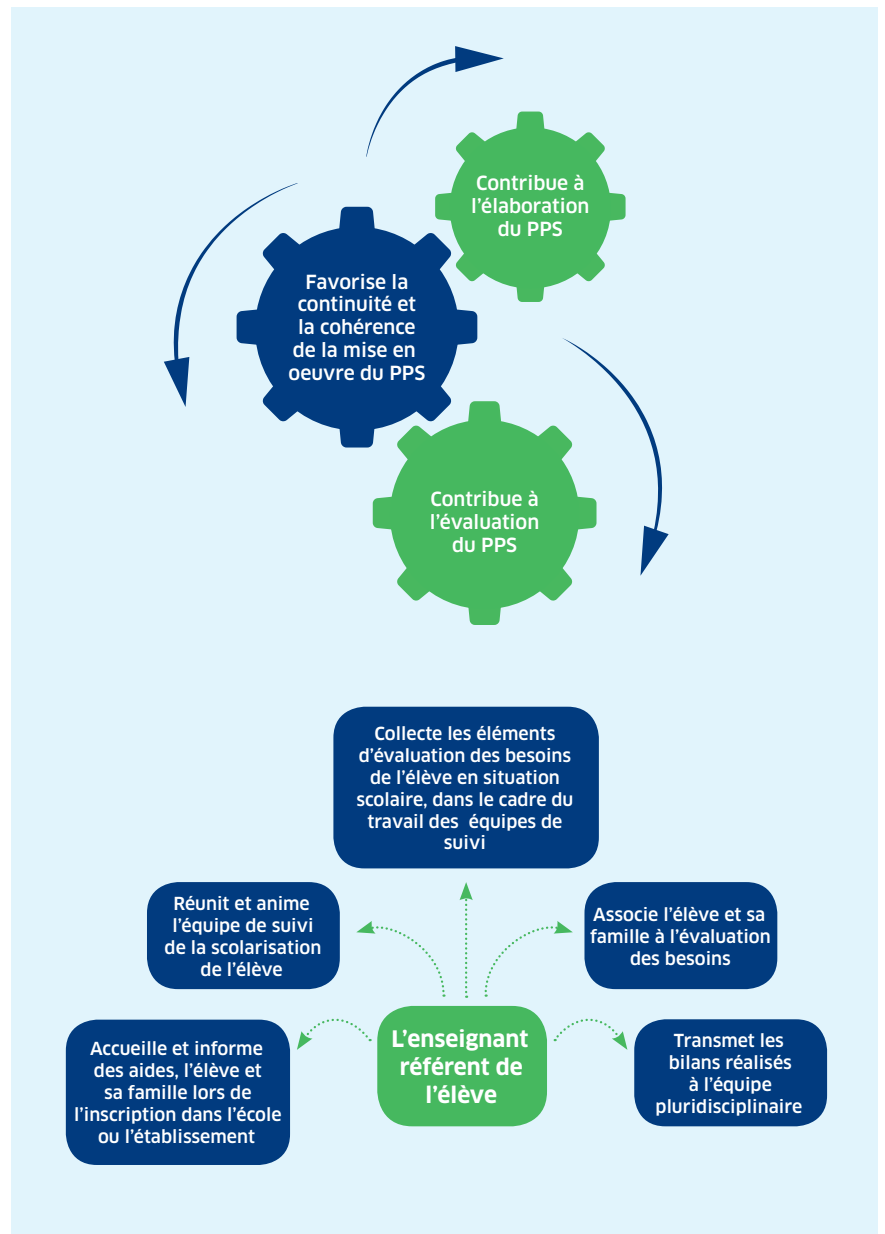 Contribue à
l'élaboration
du PPS
Favorise la
continuité et
la cohérence
de la mise en
oeuvre du PPS
Contribue à
l'évaluation
du PPS
Collecte les éléments
d'évaluation des besoins
de l'élève en situation
scolaire, dans le cadre du
travail des équipes de
suivi
Réunit et anime
l'équipe de suivi
de la scolarisation
de l'élève
Associe l'élève et sa
famille à l'évaluation
des besoins
Accueille et informe
des aides, l'élève et
sa famille lors de
l'inscription dans l'école
ou l'établissement
L'enseignant
référent de
l'élève
Transmet les
bilans réalisés
à l'équipe
pluridisciplinaire